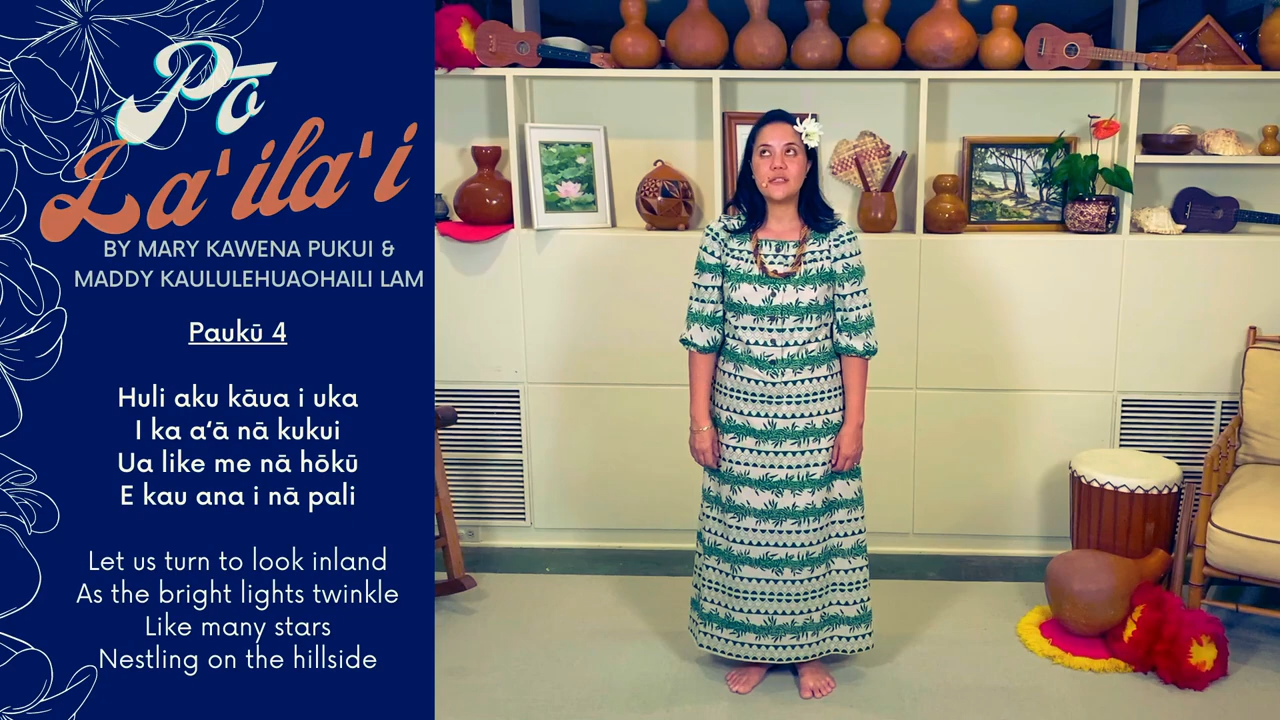 Pō
Laʻilaʻi
BY MARY KAWENA PUKUI &
MADDY KAULULEHUAOHAILI LAM
Paukū 4
Huli aku kāua i uka
I ka aʻā nā kukui
Ua like me nā hōkū
E kau ana i nā pali
Let us turn to look inland
As the bright lights twinkle
Like many stars
Nestling on the hillside